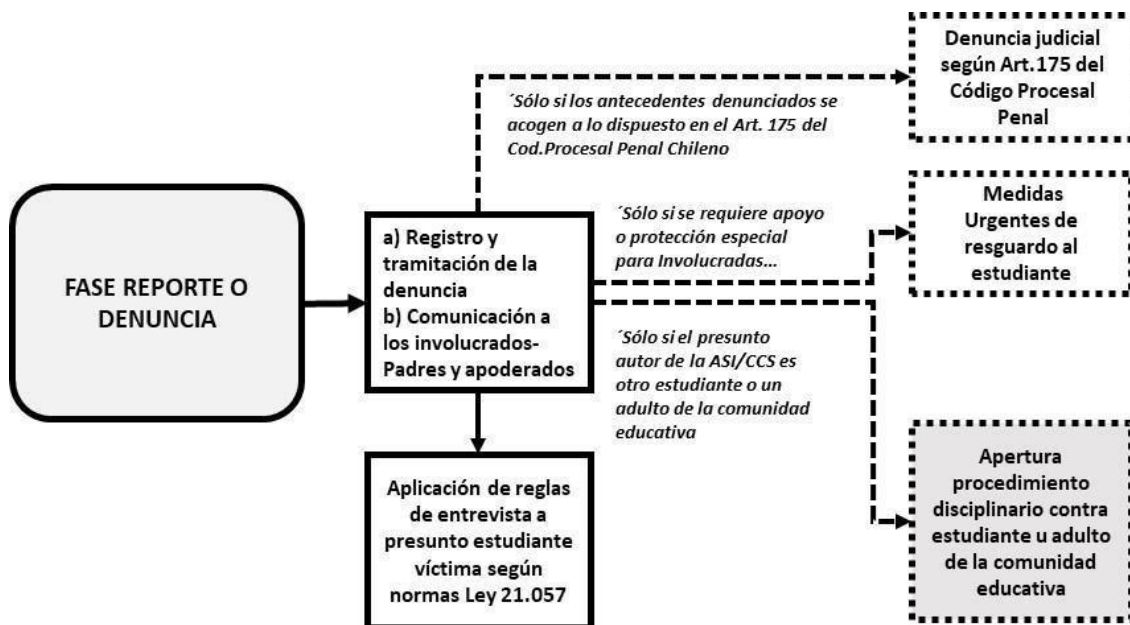 FASE REPORTE O
DENUNCIA
a) Registro y
tramitación de la
denuncia
b) Comunicación a
los involucrados-
Padres y apoderados
Aplicación de reglas
de entrevista a
presunto estudiante
víctima según
normas Ley 21.057
´Sólo si los antecedentes denunciados se
acogen a lo dispuesto en el Art. 175 del
Cod.Procesal Penal Chileno
Denuncia judicial
según Art.175 del
Código Procesal
Penal
´Sólo si se requiere apoyo
o protección especial
para Involucradas...
Medidas
Urgentes de
resguardo al
estudiante
´Sólo si el presunto
autor de la ASI/CCS es
otro estudiante o un
adulto de la comunidad
educativa
Apertura
procedimiento
disciplinario contra
estudiante u adulto
de la comunidad
educativa